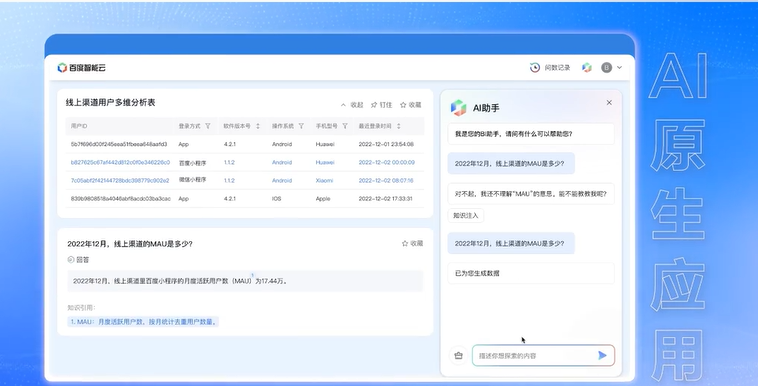 百度智能云
问数记录
线上渠道用户多维分析表
收起 钉住 收藏
用户ID 登录方式 软件版本号 操作系统 手机型号 最近登录时间
App 4.2.1 Android Huawei 2022-12-01 23:54:06
百度小程序 1.1.2 Android Huawei 2022-12-02 00:00:09
微信小程序 1.1.2 Android Xiaomi 2022-12-02 08:07:16
App 4.2.1 iOS Apple 2022-12-02 17:33:31
2022年12月，线上渠道的MAU是多少?
收藏
回答
2022年12月，线上渠道里百度小程序的月度活跃用户数（MAU）为17.44万。
知识引用：
1. MAU：月度活跃用户数，按月统计去重用户数量。
AI助手
我是您的BI助手，请问有什么可以帮助您?
2022年12月，线上渠道的MAU是多少?
对不起，我还不理解“MAU”的意思。能不能教教我呢?
知识注入
2022年12月，线上渠道的MAU是多少?
已为您生成数据
描述你想探索的内容
AI
原
生
应
用